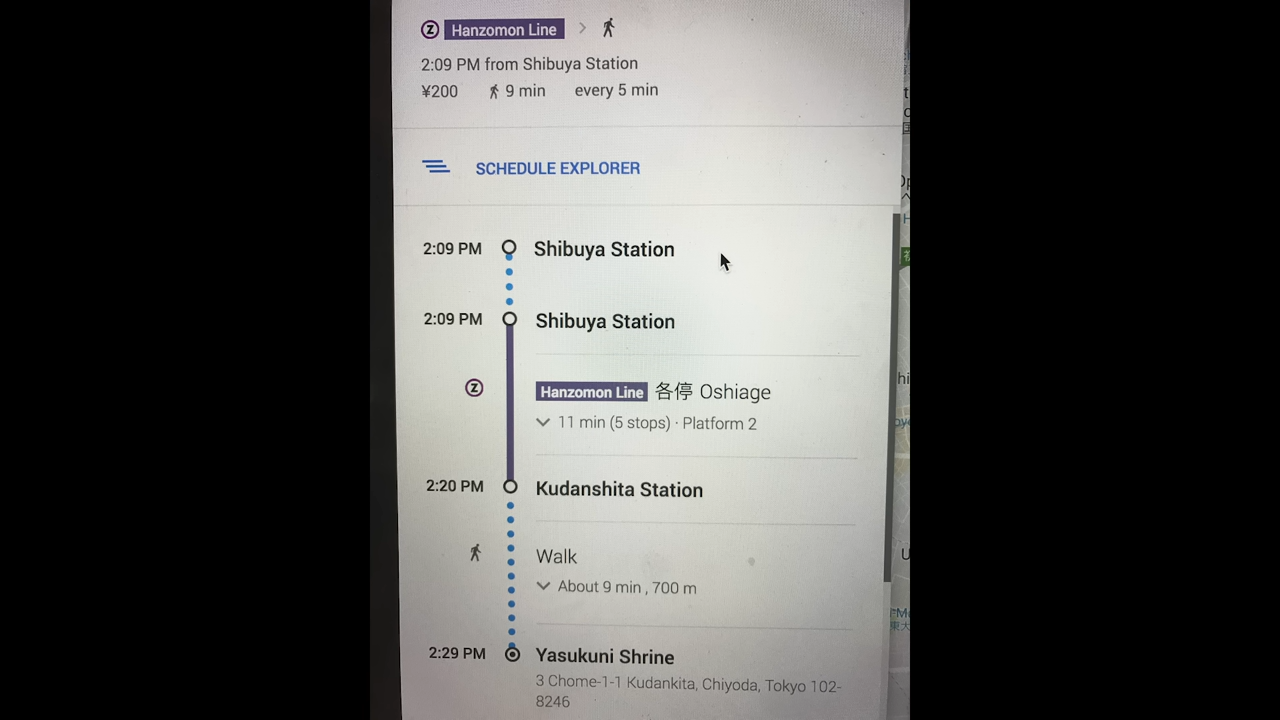 Z Hanzomon Line
2:09 PM from Shibuya Station
¥200 9 min every 5 min
SCHEDULE EXPLORER
2:09 PM Shibuya Station
2:09 PM Shibuya Station
Z Hanzomon Line 各停 Oshiage
11 min (5 stops) · Platform 2
2:20 PM Kudanshita Station
Walk
About 9 min , 700 m
2:29 PM Yasukuni Shrine
3 Chome-1-1 Kudankita, Chiyoda, Tokyo 102-
8246